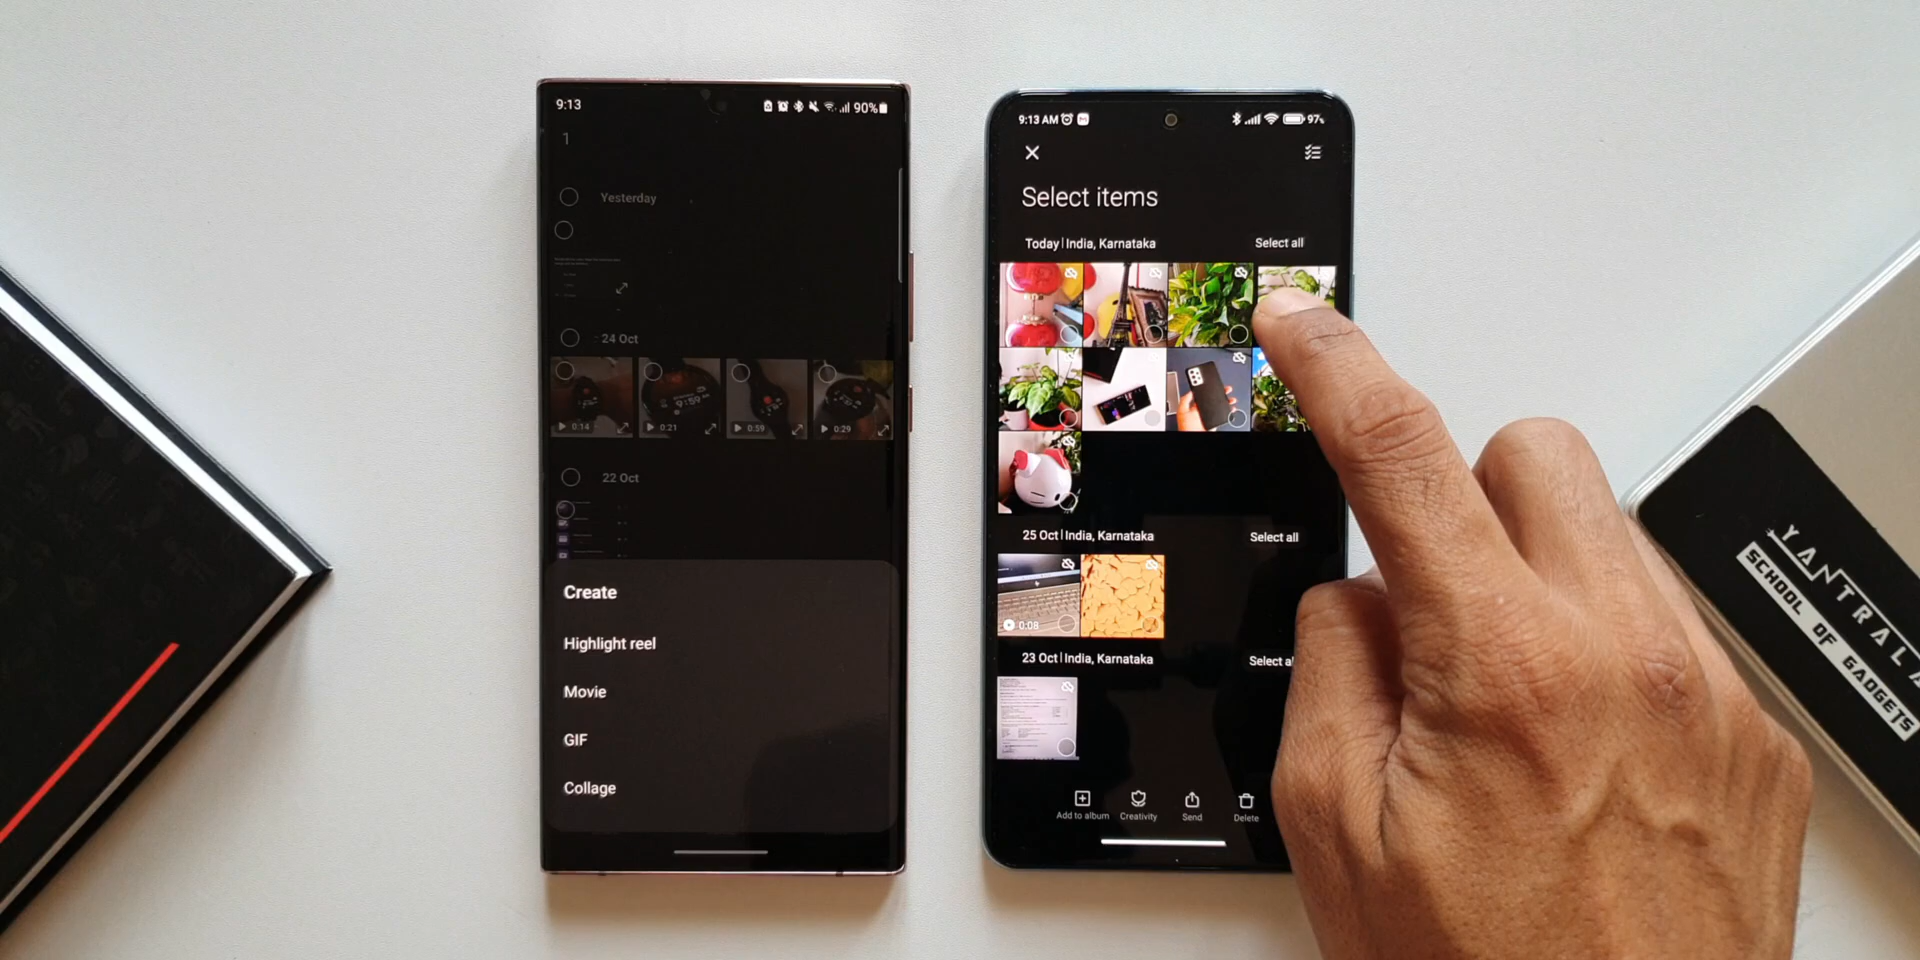 9:13
90%
1
Yesterday
24 Oct
0:14
0:21
0:59
0:29
9:59
22 Oct
Create
Highlight reel
Movie
GIF
Collage
9:13 AM
97%
Select items
Today | India, Karnataka
Select all
25 Oct | India, Karnataka
Select all
0:08
23 Oct | India, Karnataka
Add to album
Creativity
Send
Delete
SCHOOL OF GADGETS